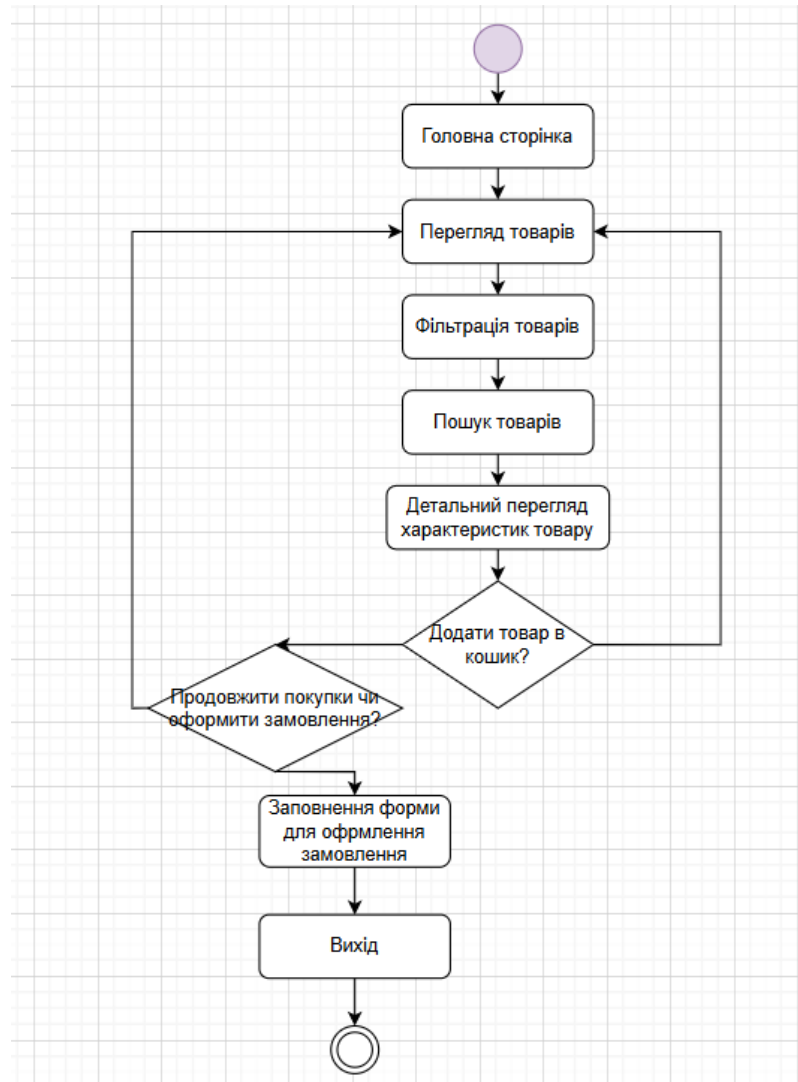 Головна сторінка
Перегляд товарів
Фільтрація товарів
Пошук товарів
Детальний перегляд
характеристик товару
Додати товар в
кошик?
Продовжити покупки чи
оформити замовлення?
Заповнення форми
для офрмлення
замовлення
Вихід